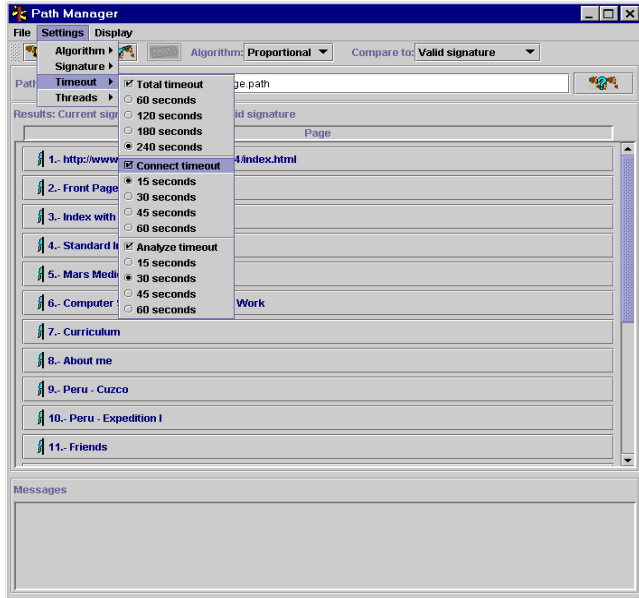 Path Manager
File Settings Display
Algorithm: Proportional Compare to: Valid signature
Algorithm
Signature
Timeout
Threads
Path
ge.path
Total timeout
60 seconds
120 seconds
180 seconds
240 seconds
Connect timeout
15 seconds
30 seconds
45 seconds
60 seconds
Analyze timeout
15 seconds
30 seconds
45 seconds
60 seconds
Results: Current sign id signature
Page
1.- http://www 4/index.html
2.- Front Page
3.- Index with
4.- Standard
5.- Mars Medi
6.- Computer Work
7.- Curriculum
8.- About me
9.- Peru - Cuzco
10.- Peru - Expedition I
11.- Friends
Messages